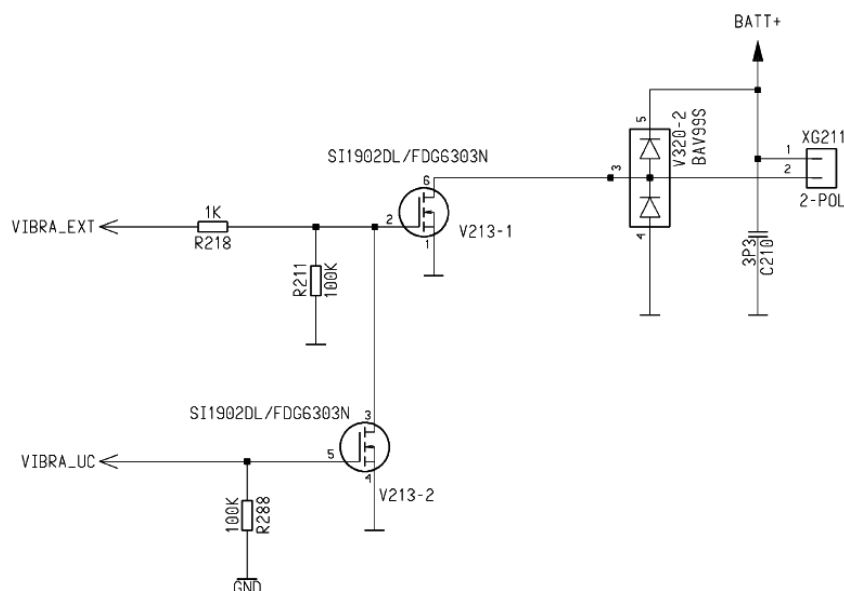 BATT+
XG211
1
2
2-POL
5
V320-2
BAV99S
3
4
3P3
C210
SI1902DL/FDG6303N
6
2
1
V213-1
1K
VIBRA_EXT
R218
R211
100K
SI1902DL/FDG6303N
3
5
4
V213-2
VIBRA_UC
100K
R288
GND